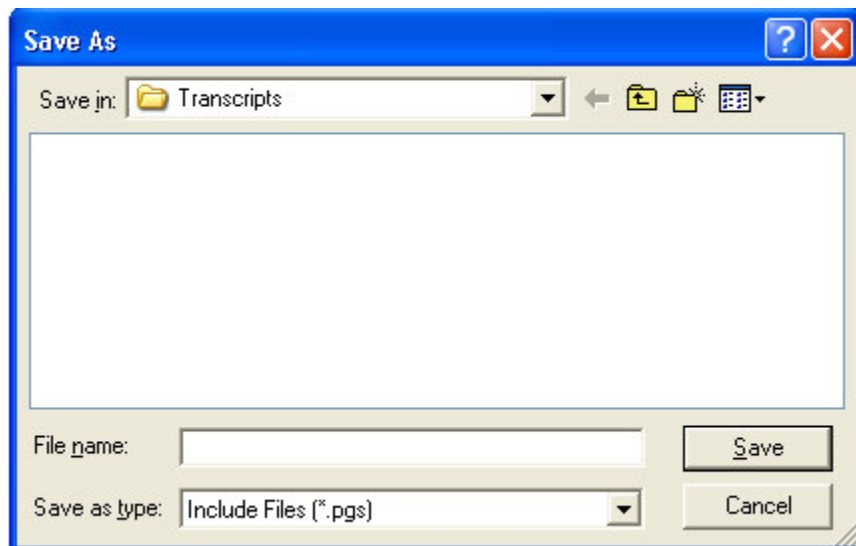 Save As
Save in: Transcripts
File name: Save
Save as type: Include Files (*.pgs) Cancel